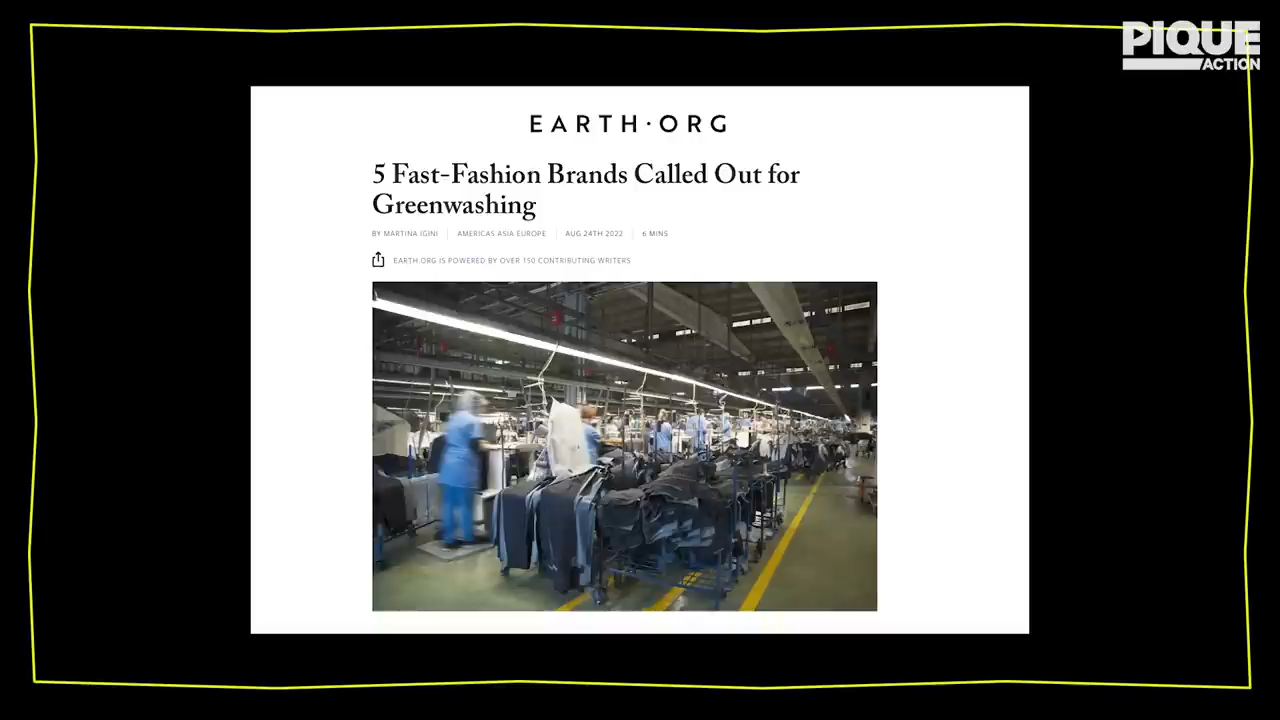 PIQUE
ACTION
EARTH·ORG
5 Fast-Fashion Brands Called Out for
Greenwashing
BY MARTINA IGINI | AMERICAS ASIA EUROPE | AUG 24TH 2022 | 6 MINS
EARTH.ORG IS POWERED BY OVER 150 CONTRIBUTING WRITERS